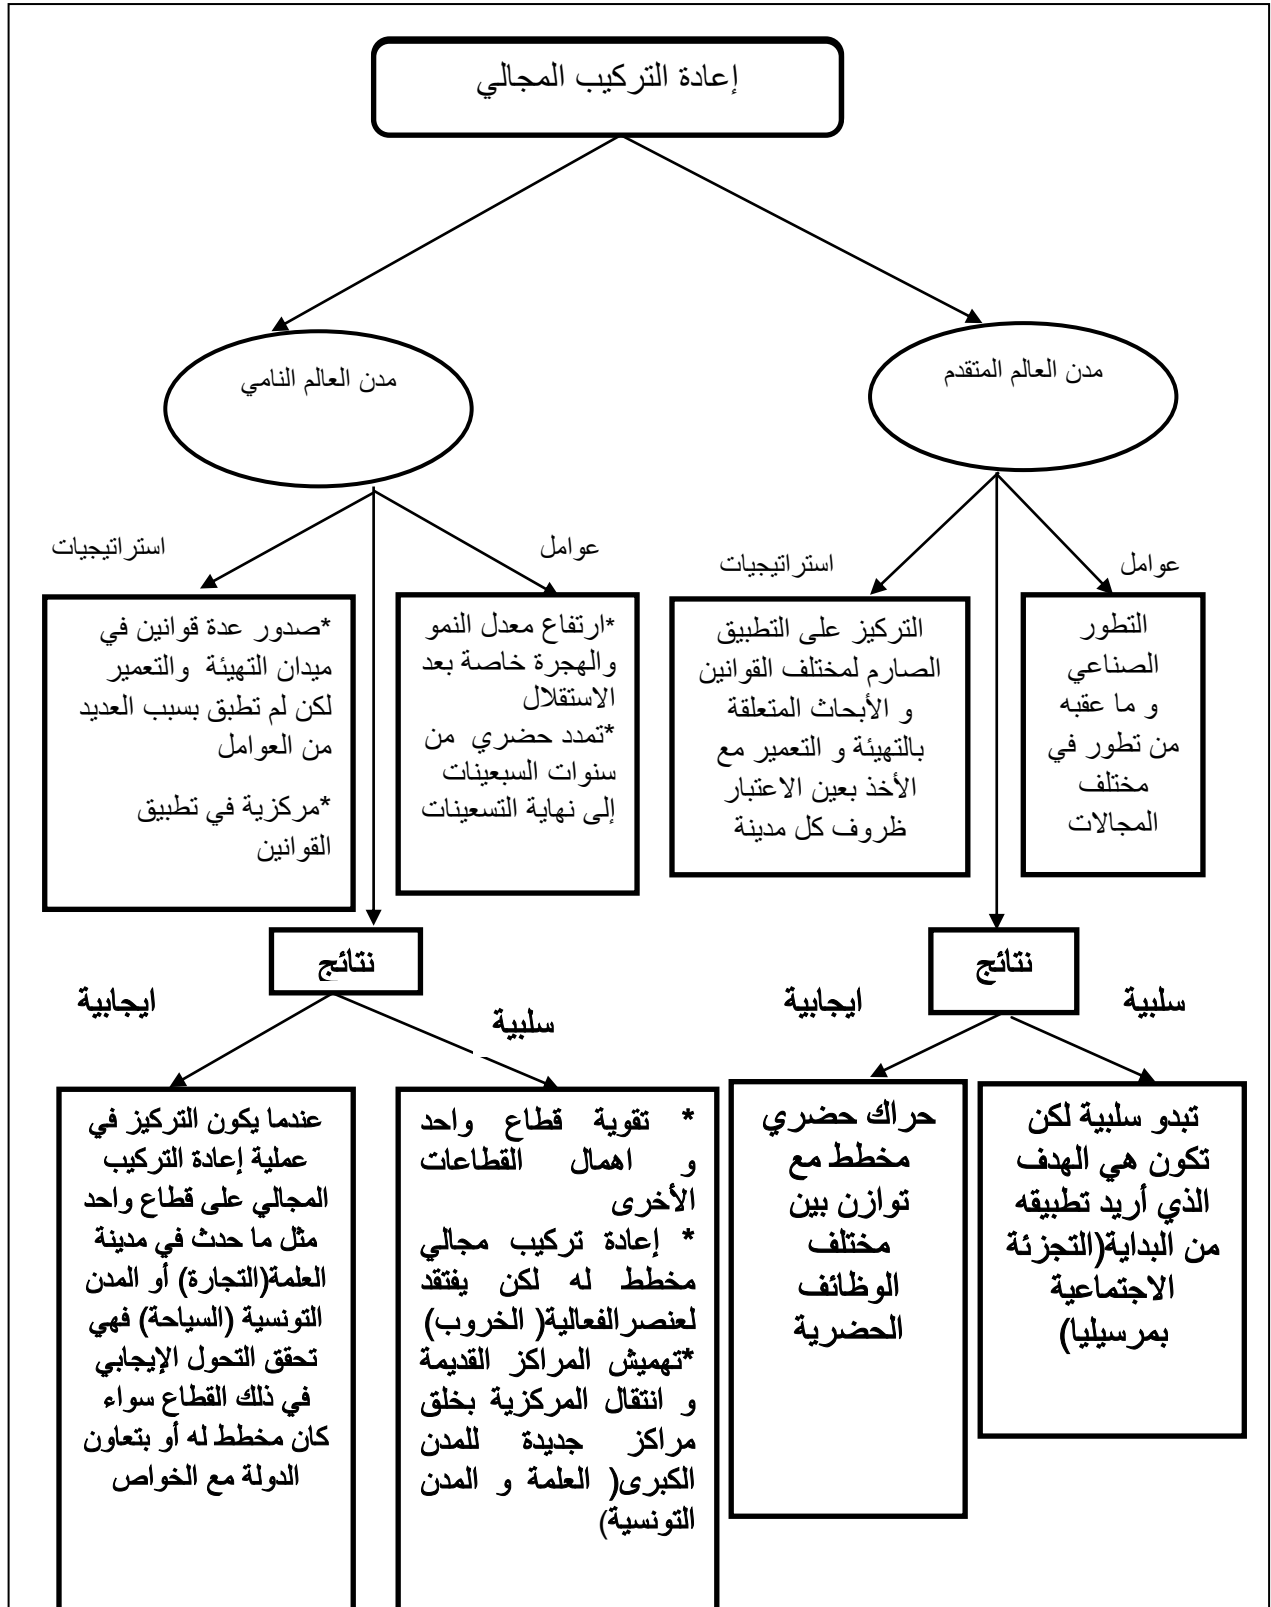 إعادة التركيب المجالي
مدن العالم المتقدم
مدن العالم النامي
عوامل
استراتيجيات
عوامل
استراتيجيات
التطور
الصناعي
و ما عقبه
من تطور في
مختلف
المجالات
التركيز على التطبيق
الصارم لمختلف القوانين
و الأبحاث المتعلقة
بالتهيئة و التعمير مع
الأخذ بعين الاعتبار
ظروف كل مدينة
*ارتفاع معدل النمو
والهجرة خاصة بعد
الاستقلال
*تمدد حضري من
سنوات السبعينات
إلى نهاية التسعينات
*صدور عدة قوانين في
ميدان التهيئة والتعمير
لكن لم تطبق بسبب العديد
من العوامل
*مركزية في تطبيق
القوانين
نتائج
نتائج
سلبية
ايجابية
سلبية
ايجابية
تبدو سلبية لكن
تكون هي الهدف
الذي أريد تطبيقه
من البداية(التجزئة
الاجتماعية
بمرسيليا)
حراك حضري
مخطط مع
توازن بين
مختلف
الوظائف
الحضرية
* تقوية قطاع واحد
و اهمال القطاعات
الأخرى
* إعادة تركيب مجالي
مخطط له لكن يفتقد
لعنصرالفعالية( الخروب)
*تهميش المراكز القديمة
و انتقال المركزية بخلق
مراكز جديدة للمدن
الكبرى( العلمة و المدن
التونسية)
عندما يكون التركيز في
عملية إعادة التركيب
المجالي على قطاع واحد
مثل ما حدث في مدينة
العلمة(التجارة) أو المدن
التونسية (السياحة) فهي
تحقق التحول الإيجابي
في ذلك القطاع سواء
كان مخطط له أو بتعاون
الدولة مع الخواص